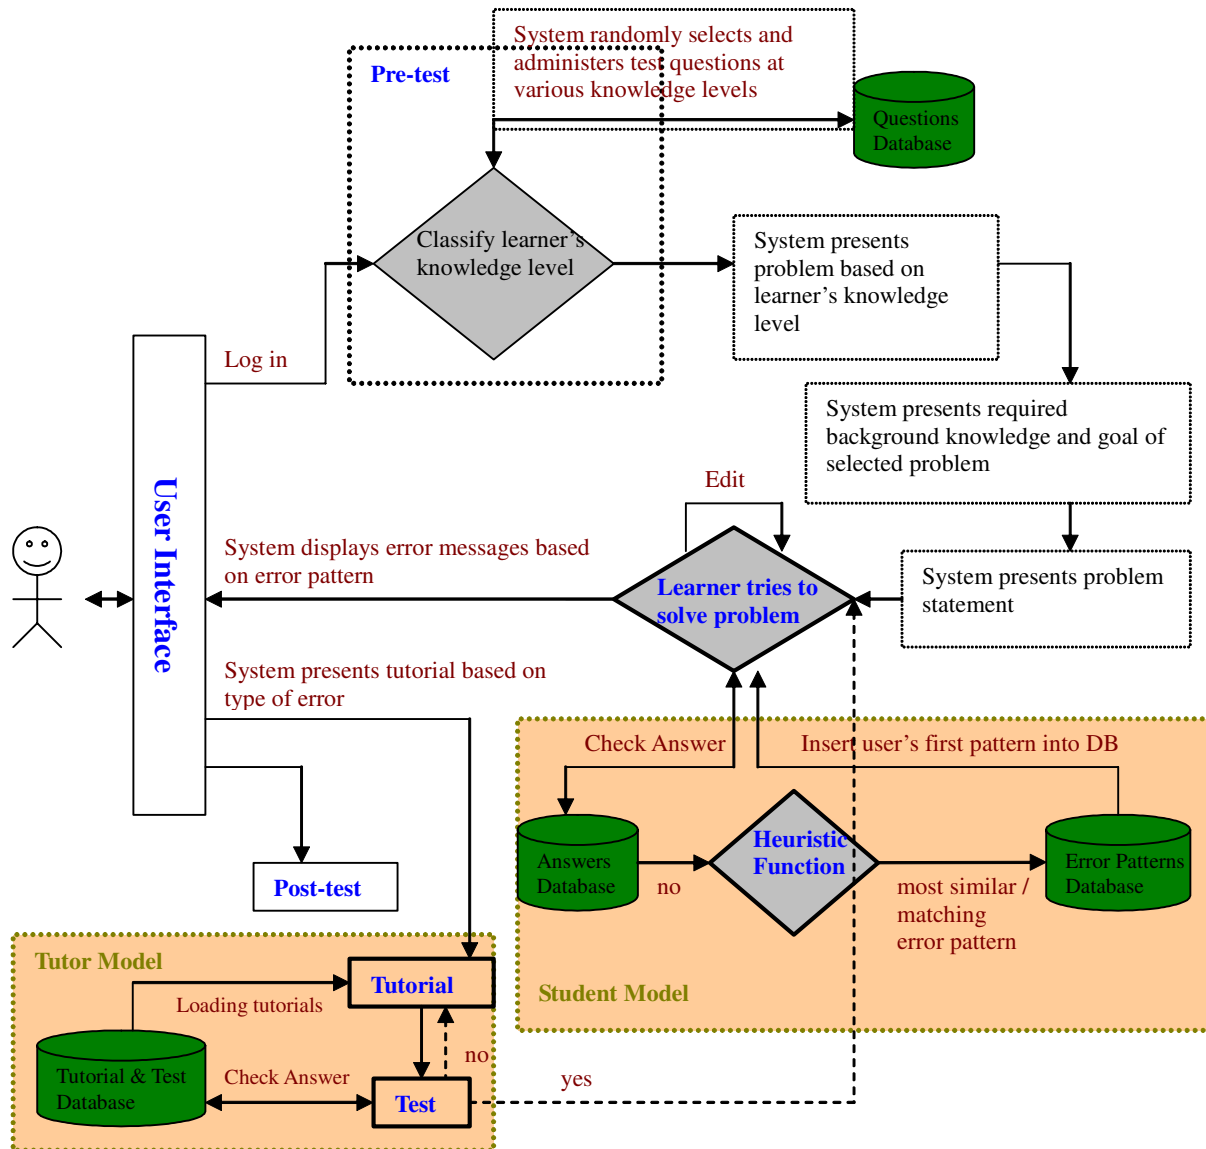 System randomly selects and
administers test questions at
various knowledge levels
Pre-test
Questions
Database
Classify learner's
knowledge level
System presents
problem based on
learner's knowledge
level
Log in
System presents required
background knowledge and goal of
selected problem
Edit
User Interface
System displays error messages based
on error pattern
Learner tries to
solve problem
System presents problem
statement
System presents tutorial based on
type of error
Check Answer
Insert user's first pattern into DB
Heuristic
Function
Answers
Database
no
Error Patterns
Database
most similar /
matching
error pattern
Post-test
Student Model
Tutor Model
Tutorial
Loading tutorials
no
Tutorial & Test
Database
Check Answer
Test
yes